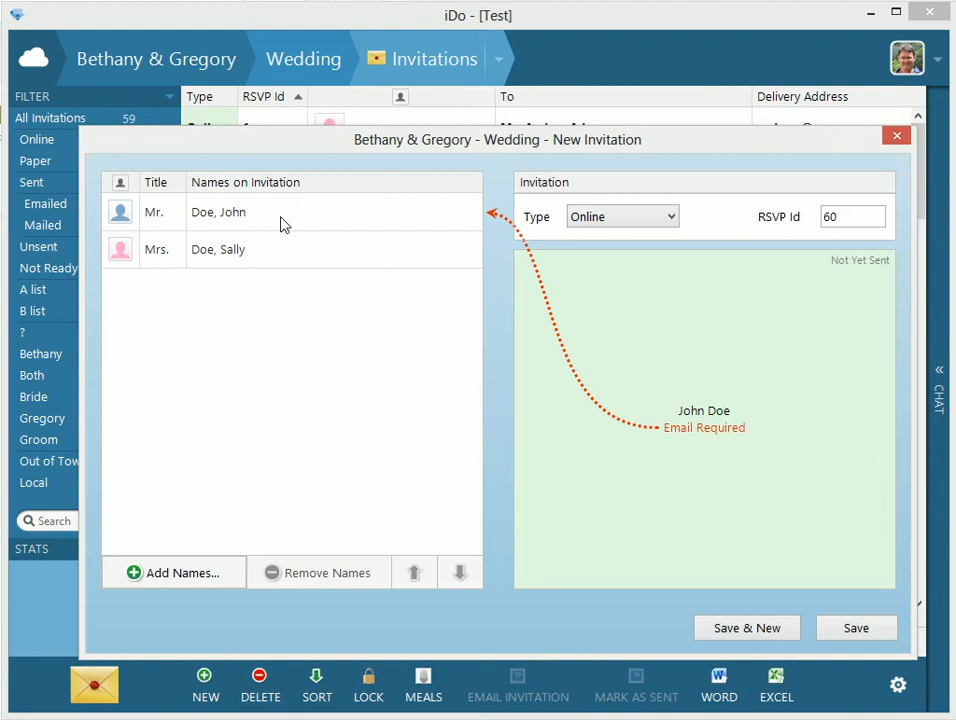 iDo - [Test]
Bethany & Gregory
Wedding
Invitations
FILTER
Type
RSVP Id
To
Delivery Address
All Invitations 59
Online
Paper
Sent
Emailed
Mailed
Unsent
Not Ready
A list
B list
?
Bethany
Both
Bride
Gregory
Groom
Out of Tow
Local
Search
STATS
Bethany & Gregory - Wedding - New Invitation
Title
Names on Invitation
Mr.
Doe, John
Mrs.
Doe, Sally
Add Names...
Remove Names
Invitation
Type
Online
RSVP Id
60
Not Yet Sent
John Doe
Email Required
Save & New
Save
CHAT
NEW
DELETE
SORT
LOCK
MEALS
EMAIL INVITATION
MARK AS SENT
WORD
EXCEL